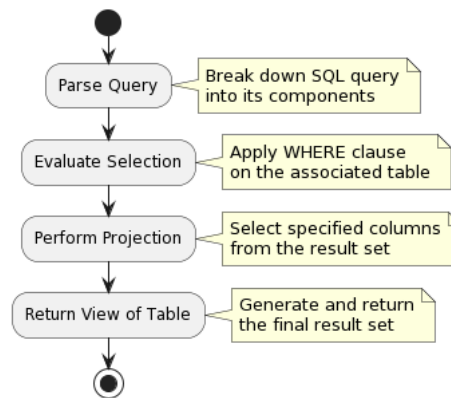 Parse Query
Break down SQL query
into its components
Evaluate Selection
Apply WHERE clause
on the associated table
Perform Projection
Select specified columns
from the result set
Return View of Table
Generate and return
the final result set